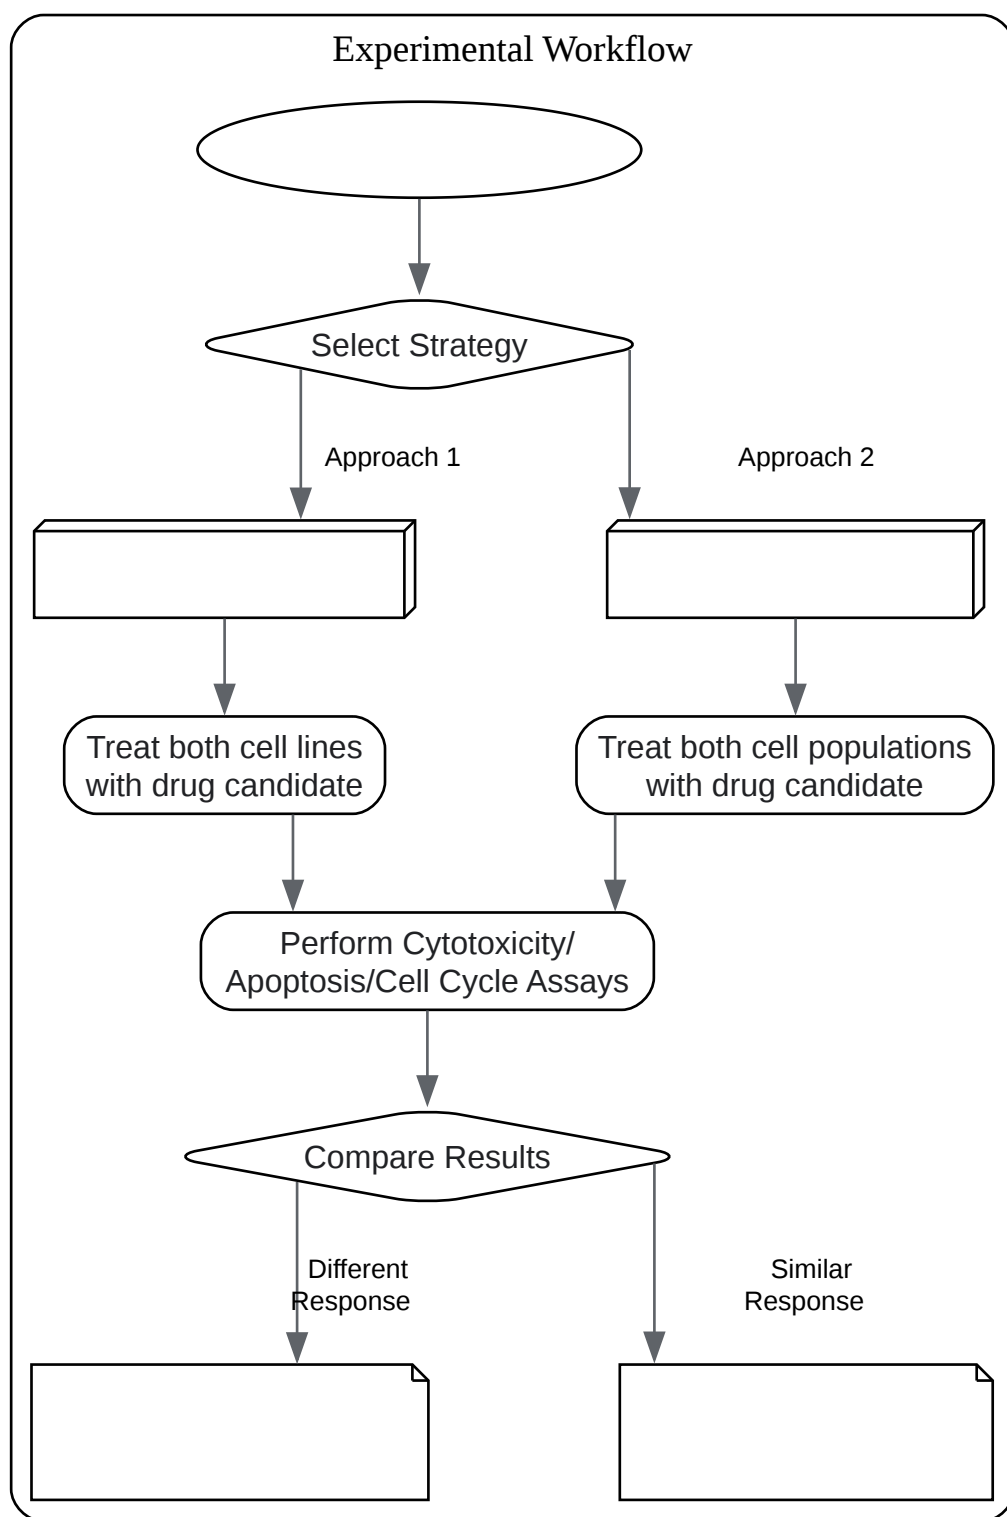 Experimental Workflow
Select Strategy
Approach 1
Approach 2
Treat both cell lines
with drug candidate
Treat both cell populations
with drug candidate
Perform Cytotoxicity/
Apoptosis/Cell Cycle Assays
Compare Results
Different
Response
Similar
Response